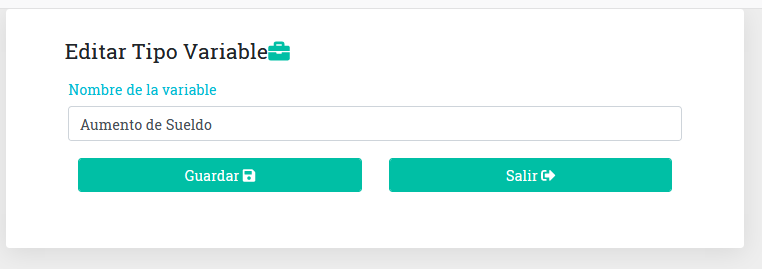 Editar Tipo Variable
Nombre de la variable
Aumento de Sueldo
Guardar
Salir